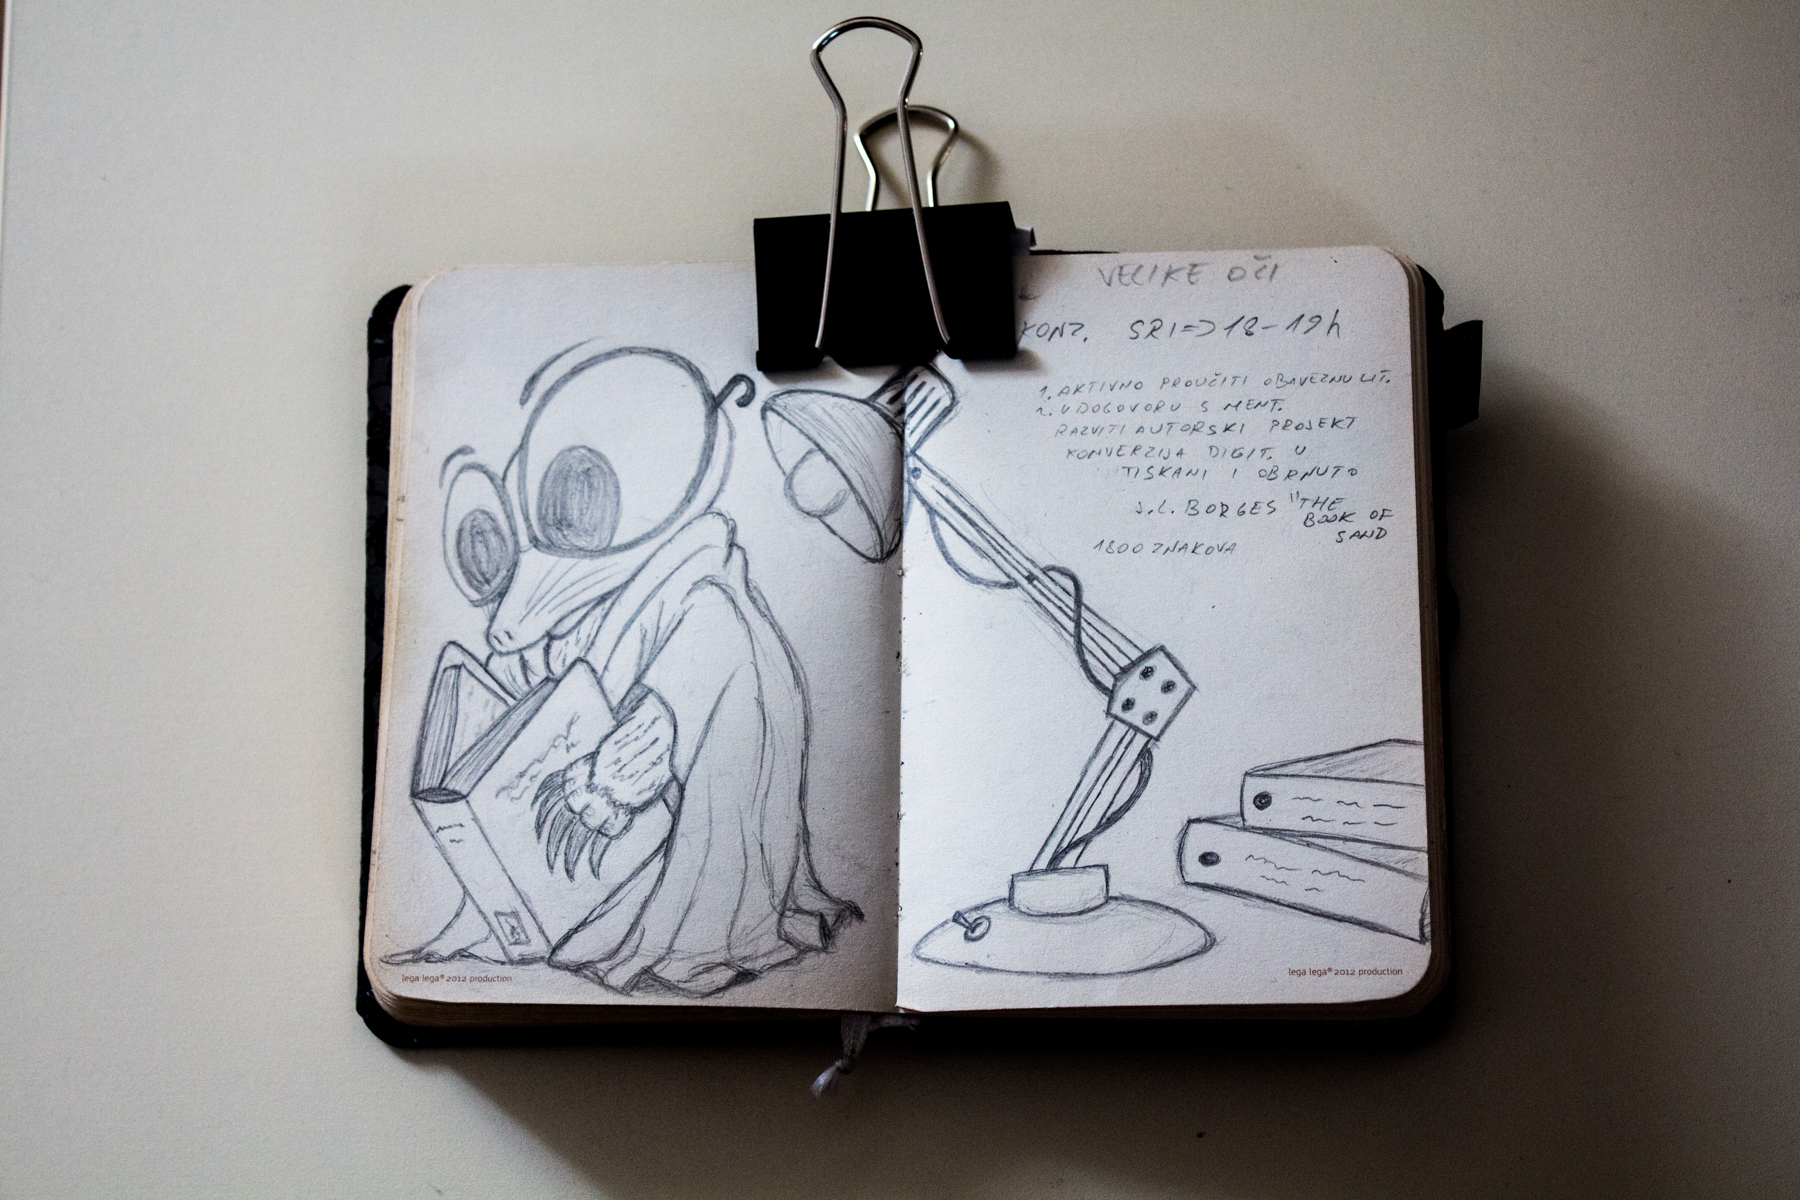 VELIKE OČI
KONZ. SRI => 18-19h
1. AKTIVNO PROUČITI OBAVEZNU LIT.
2. U DOGOVORU S MENT.
RAZVITI AUTORSKI PROJEKT
KONVERZIJA DIGIT. U
TISKANI I OBRNUTO
J.L. BORGES "THE
BOOK OF
SAND
1800 ZNAKOVA
lega lega® 2012 production
lega lega® 2012 production